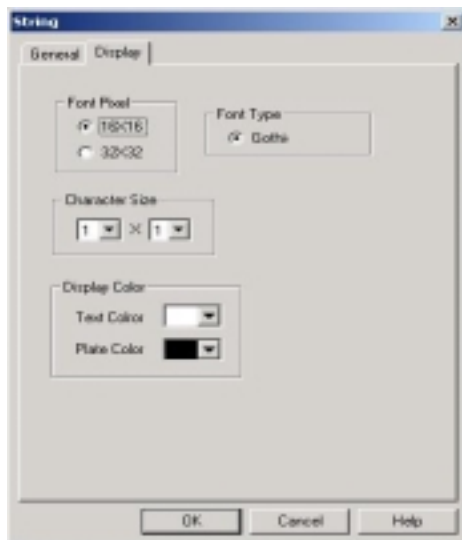 String
General Display
Font Pixel
16X16
32X32
Font Type
Gothi
Character Size
1 X 1
Display Color
Text Color
Plate Color
OK Cancel Help